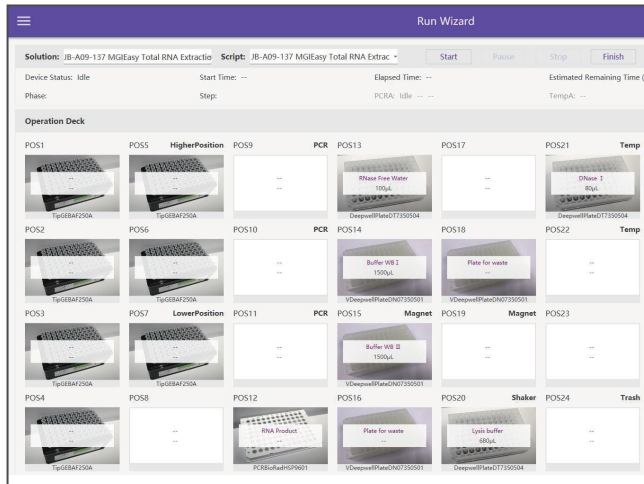 Run Wizard
Solution: JB-A09-137 MGIEasy Total RNA Extractio Script: JB-A09-137 MGIEasy Total RNA Extrac Start Pause Stop Finish
Device Status: Idle Start Time: -- Elapsed Time: -- Estimated Remaining Time (
Phase: Step: PCRA: Idle -- -- TempA: --
Operation Deck
POS1 POS5 HigherPosition POS9 PCR POS13 POS17 POS21 Temp
-- -- -- RNase Free Water -- DNase I
-- -- -- 100μL -- 80μL
TipGEBAF250A TipGEBAF250A DeepwellPlateDT7350504 DeepwellPlateDT7350504
POS2 POS6 POS10 PCR POS14 POS18 POS22 Temp
-- -- -- Buffer WB I Plate for waste --
-- -- -- 1500μL -- --
TipGEBAF250A TipGEBAF250A VDeepwellPlateDN07350501 VDeepwellPlateDN07350501
POS3 POS7 LowerPosition POS11 PCR POS15 Magnet POS19 Magnet POS23
-- -- -- Buffer WB II -- --
-- -- -- 1500μL -- --
TipGEBAF250A TipGEBAF250A VDeepwellPlateDN07350501
POS4 POS8 POS12 POS16 POS20 Shaker POS24 Trash
-- -- RNA Product Plate for waste Lysis buffer --
-- -- -- -- 680μL --
TipGEBAF250A PCRBioRadHSP9601 VDeepwellPlateDN07350501 DeepwellPlateDT7350504